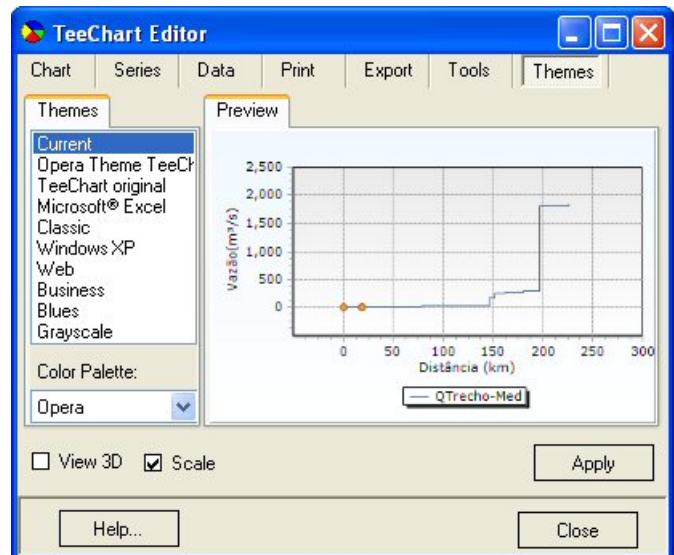 TeeChart Editor
Chart Series Data Print Export Tools Themes
Themes
Current
Opera Theme TeeCh
TeeChart original
Microsoft® Excel
Classic
Windows XP
Web
Business
Blues
Grayscale
Color Palette:
Opera
Preview
2,500
2,000
1,500
1,000
500
0
Vazão(m³/s)
0 50 100 150 200 250 300
Distância (km)
QTrecho-Med
View 3D Scale
Apply
Help... Close